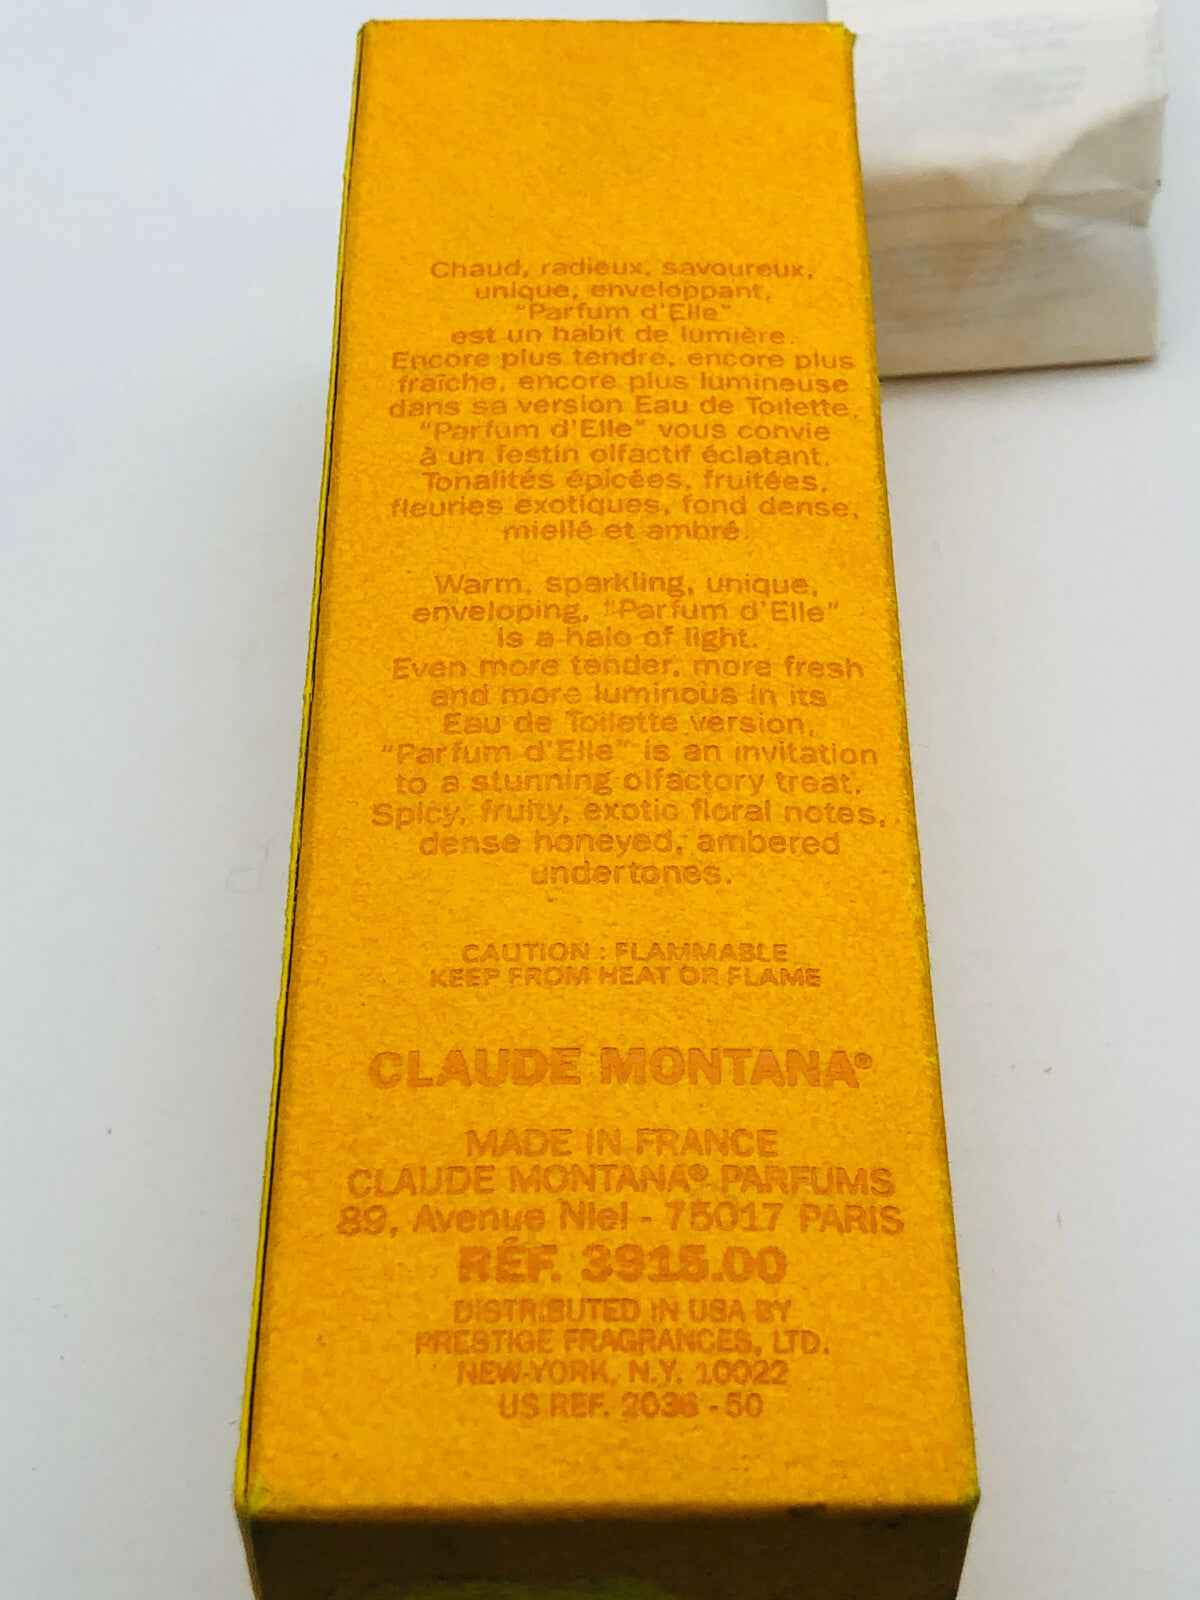 Chaud, radieux, savoureux,
unique, enveloppant,
"Parfum d'Elle"
est un habit de lumière.
Encore plus tendre, encore plus
fraîche, encore plus lumineuse
dans sa version Eau de Toilette,
"Parfum d'Elle" vous convie
à un festin olfactif éclatant.
Tonalités épicées, fruitées,
fleuries exotiques, fond dense,
miellé et ambré.
Warm, sparkling, unique,
enveloping, "Parfum d'Elle"
is a halo of light.
Even more tender, more fresh
and more luminous in its
Eau de Toilette version,
"Parfum d'Elle" is an invitation
to a stunning olfactory treat.
Spicy, fruity, exotic floral notes,
dense honeyed, ambered
undertones.
CAUTION : FLAMMABLE
KEEP FROM HEAT OR FLAME
CLAUDE MONTANA®
MADE IN FRANCE
CLAUDE MONTANA® PARFUMS
89, Avenue Niel - 75017 PARIS
RÉF. 3915.00
DISTRIBUTED IN USA BY
PRESTIGE FRAGRANCES, LTD.
NEW-YORK, N.Y. 10022
US REF. - 50